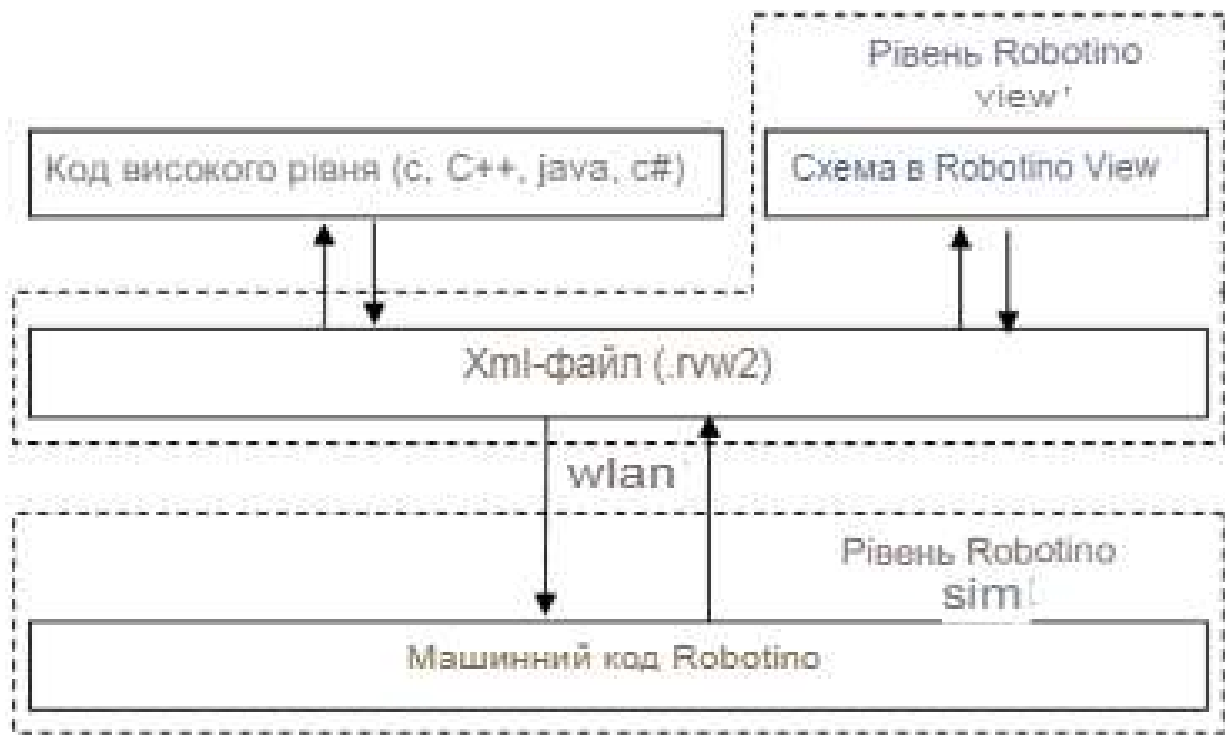 Рівень Robotino
view
Код високого рівня (c, C++, java, c#)
Схема в Robotino View
Xml-файл (.rvw2)
wlan
Рівень Robotino
sim
Машинний код Robotino